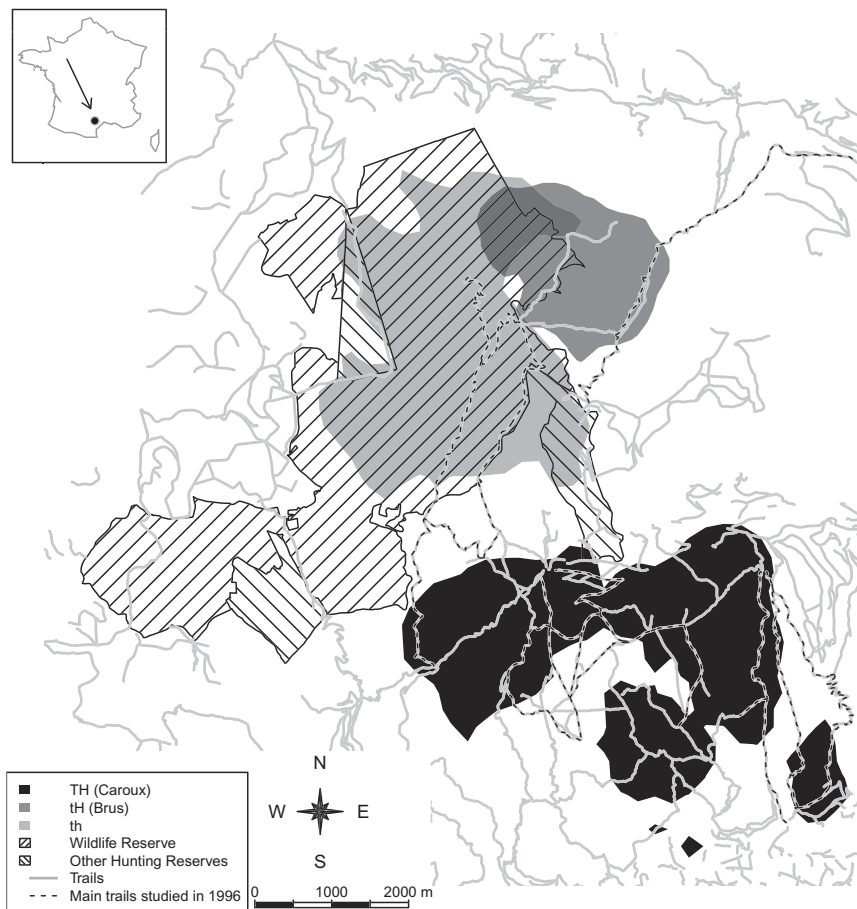 TH (Caroux)
tH (Brus)
th
Wildlife Reserve
Other Hunting Reserves
Trails
Main trails studied in 1996
N
W E
S
0 1000 2000 m